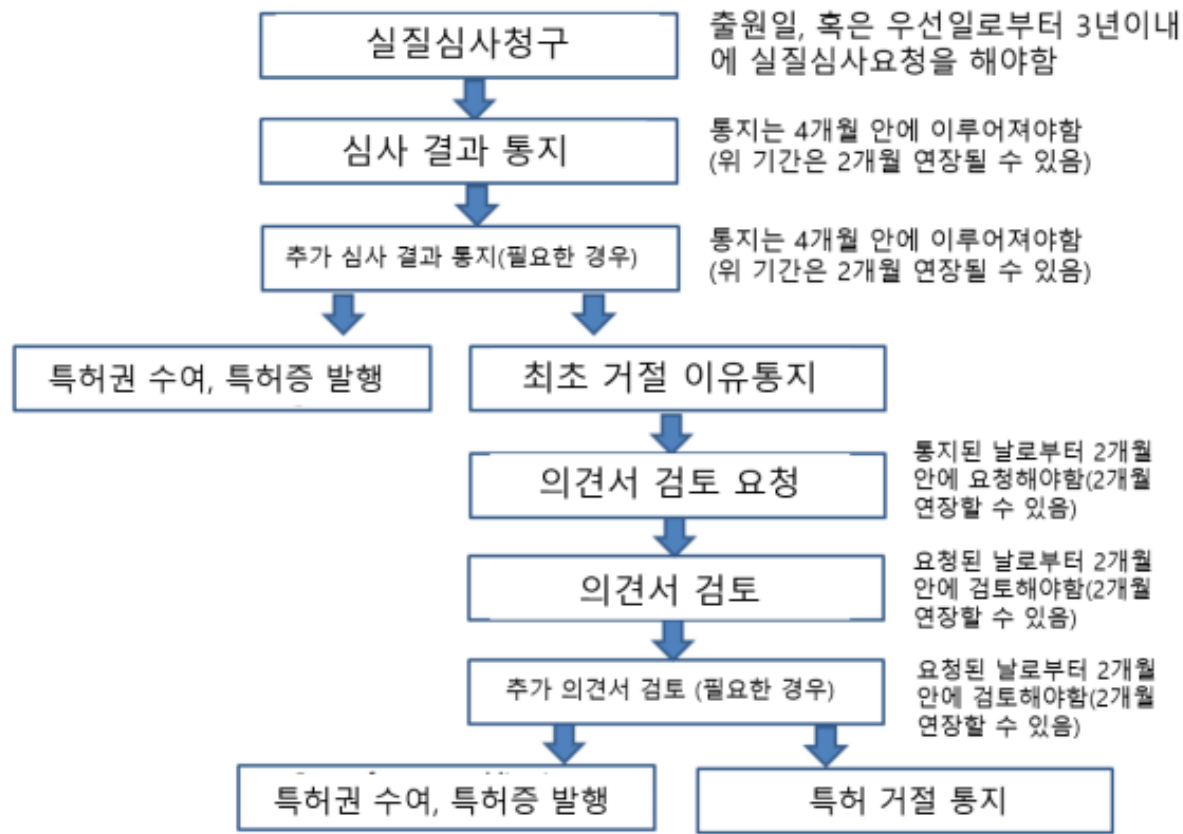 실질심사청구
출원일, 혹은 우선일로부터 3년이내
에 실질심사요청을 해야함
심사 결과 통지
통지는 4개월 안에 이루어져야함
(위 기간은 2개월 연장될 수 있음)
추가 심사 결과 통지(필요한 경우)
통지는 4개월 안에 이루어져야함
(위 기간은 2개월 연장될 수 있음)
특허권 수여, 특허증 발행
최초 거절 이유통지
의견서 검토 요청
통지된 날로부터 2개월
안에 요청해야함(2개월
연장할 수 있음)
의견서 검토
요청된 날로부터 2개월
안에 검토해야함(2개월
연장할 수 있음)
추가 의견서 검토 (필요한 경우)
요청된 날로부터 2개월
안에 검토해야함(2개월
연장할 수 있음)
특허권 수여, 특허증 발행
특허 거절 통지